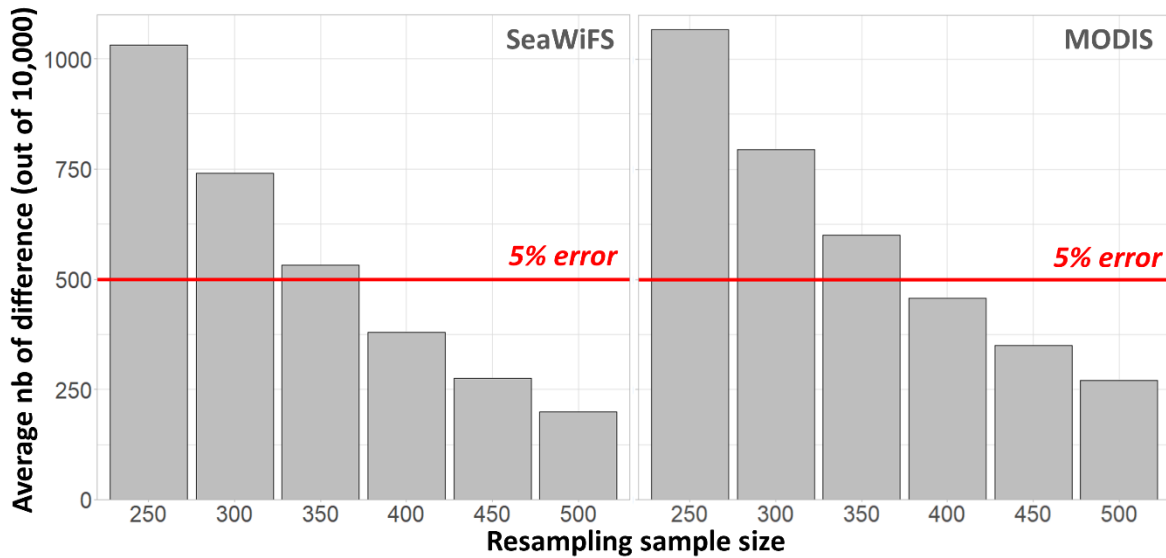 Average nb of difference (out of 10,000)
SeaWiFS
MODIS
1000
750
500
250
0
5% error
5% error
250 300 350 400 450 500
250 300 350 400 450 500
Resampling sample size